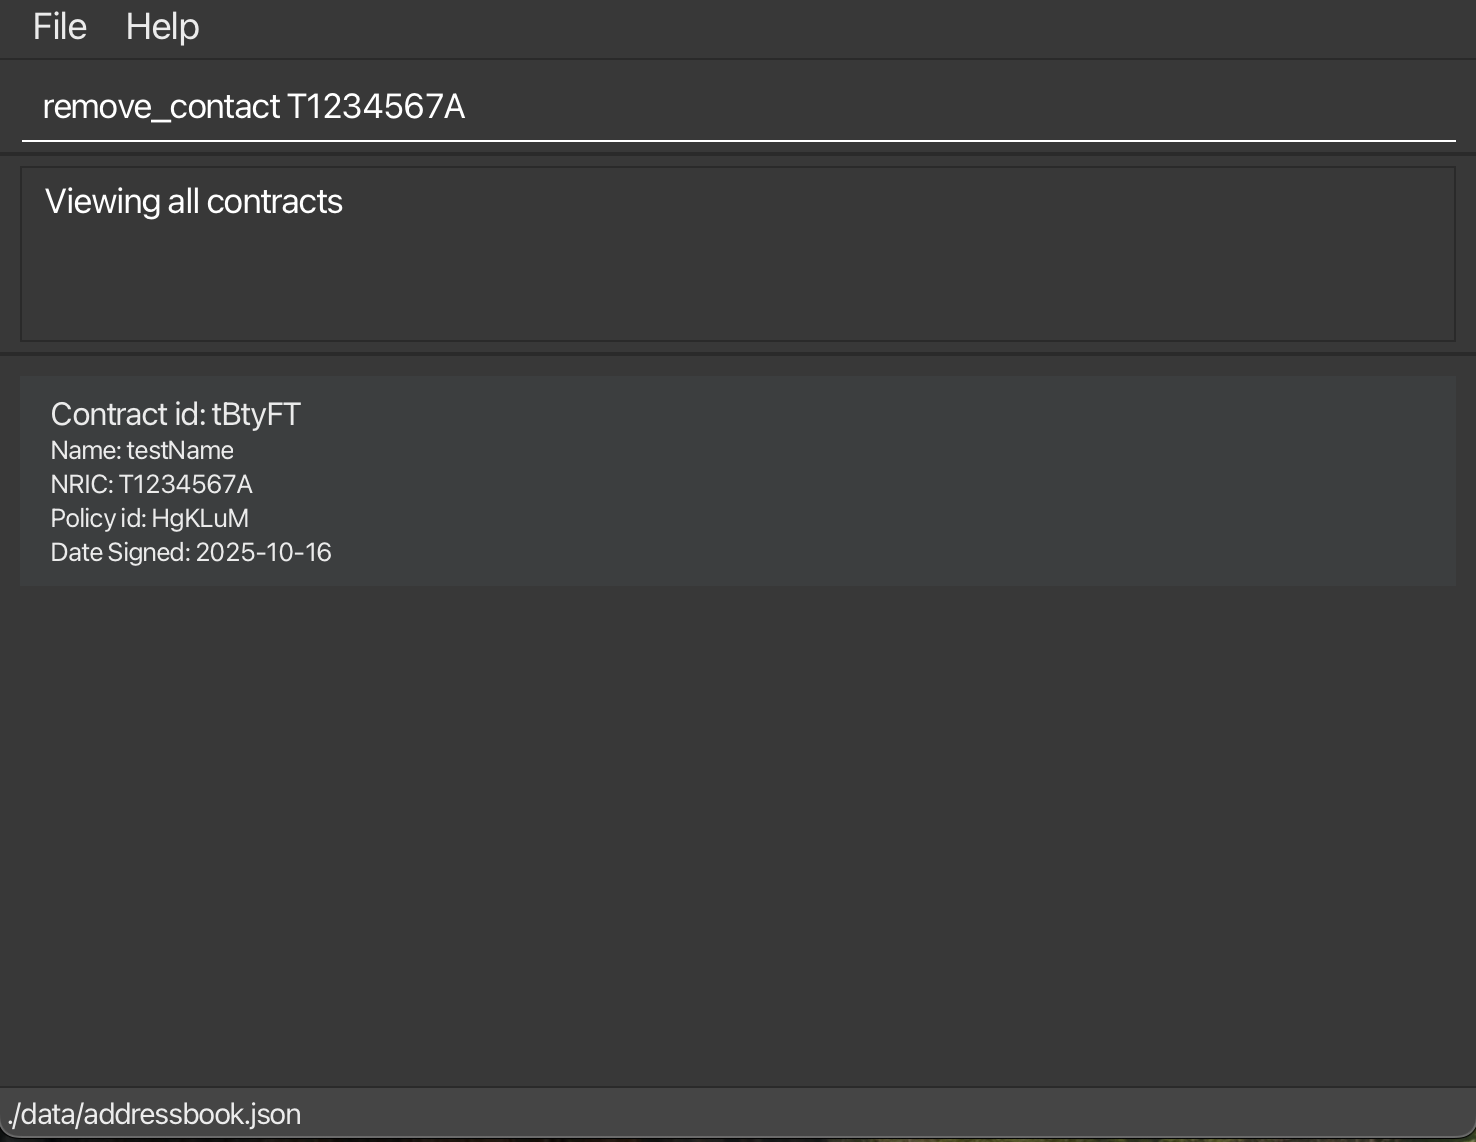 File Help
remove_contact T1234567A
Viewing all contracts
Contract id: tBtyFT
Name: testName
NRIC: T1234567A
Policy id: HgKLuM
Date Signed: 2025-10-16
./data/addressbook.json